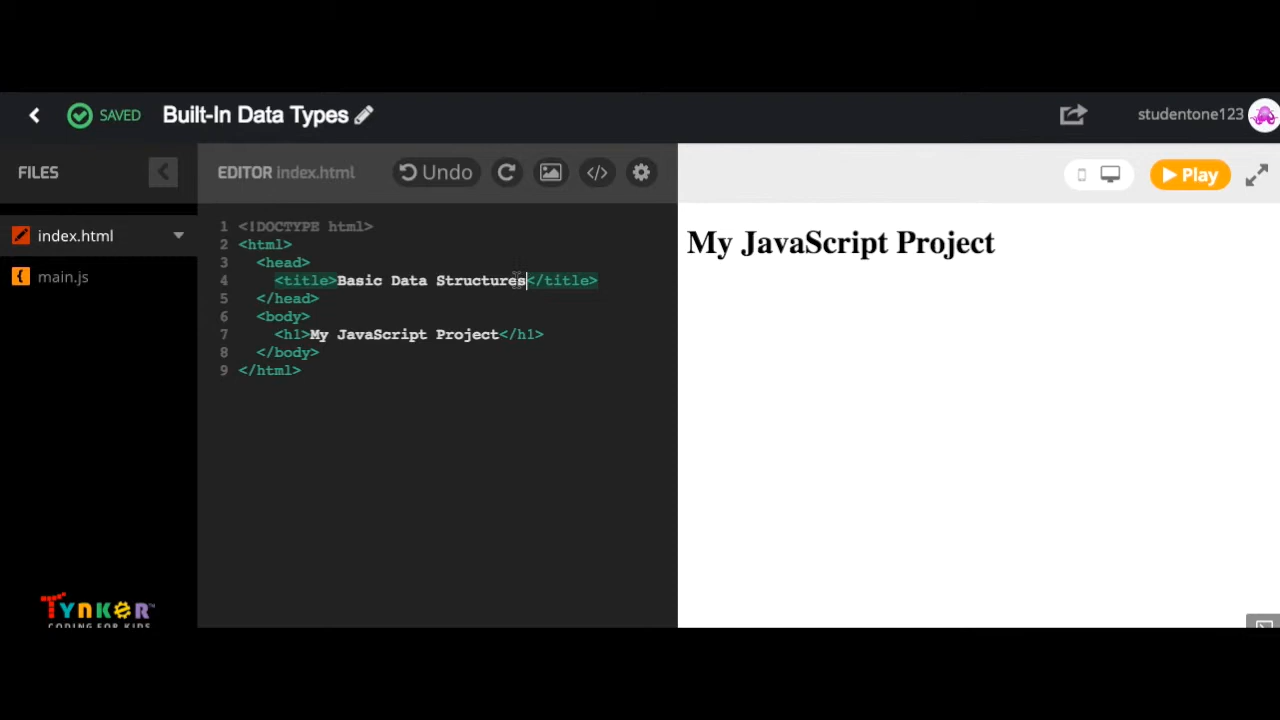 SAVED Built-In Data Types studentone123
FILES EDITOR index.html Undo </> Play
index.html
main.js
1 <!DOCTYPE html>
2 <html>
3 <head>
4 <title>Basic Data Structures</title>
5 </head>
6 <body>
7 <h1>My JavaScript Project</h1>
8 </body>
9 </html>
My JavaScript Project
TYNKER
CODING FOR KIDS